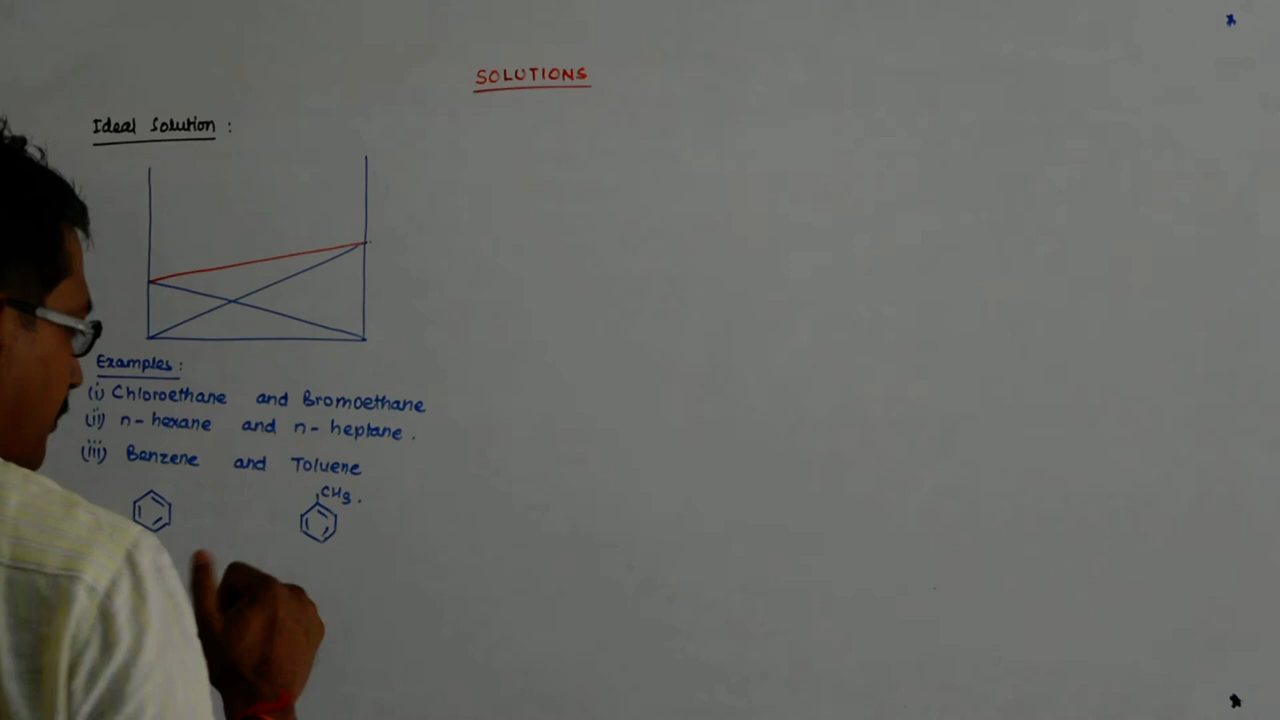 SOLUTIONS
Ideal Solution :
Examples :
(i) Chloroethane and Bromoethane
(ii) n-hexane and n-heptane.
(iii) Benzene and Toluene
CH3.